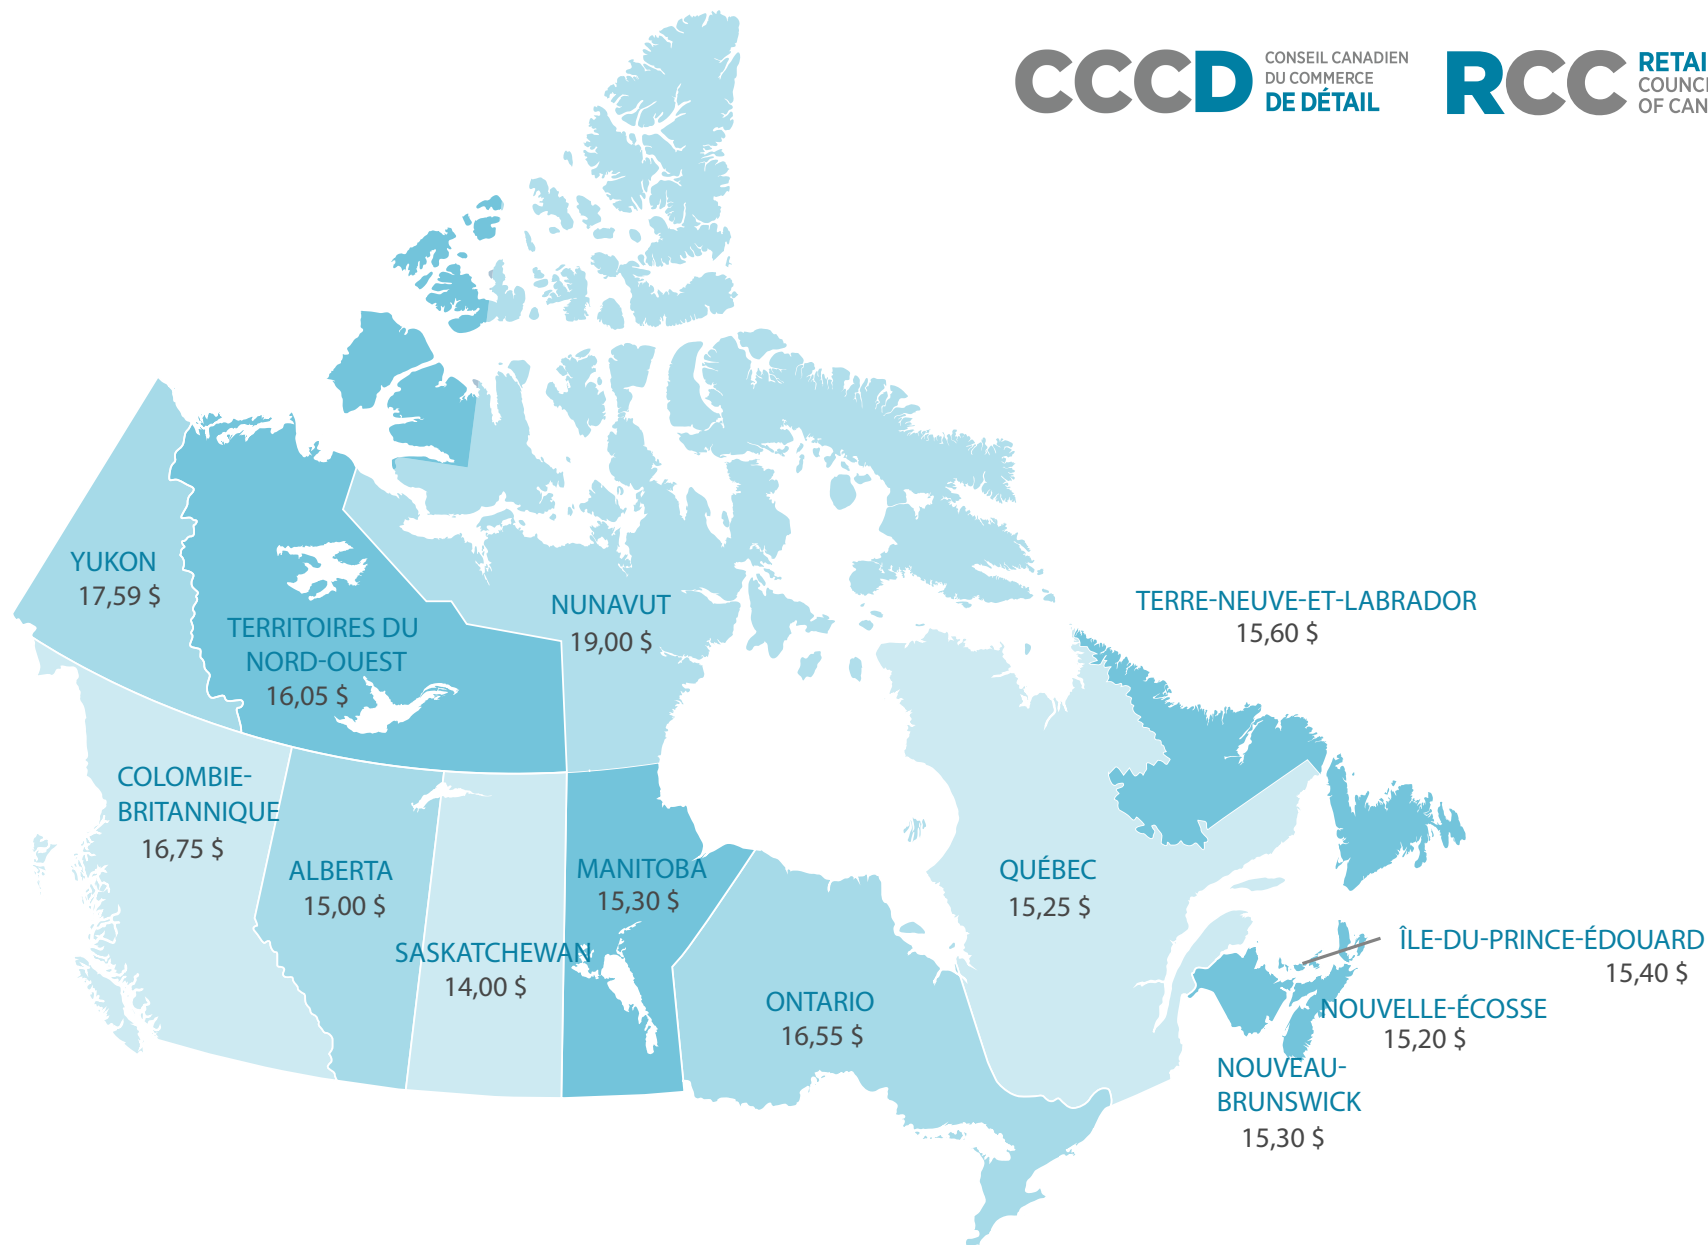 CCCD
CONSEIL CANADIEN
DU COMMERCE
DE DÉTAIL
RCC
RETAI
COUNC
OF CAN
YUKON
17,59 $
TERRITOIRES DU
NORD-OUEST
16,05 $
NUNAVUT
19,00 $
TERRE-NEUVE-ET-LABRADOR
15,60 $
COLOMBIE-
BRITANNIQUE
16,75 $
ALBERTA
15,00 $
SASKATCHEWAN
14,00 $
MANITOBA
15,30 $
ONTARIO
16,55 $
QUÉBEC
15,25 $
ÎLE-DU-PRINCE-ÉDOUARD
15,40 $
NOUVELLE-ÉCOSSE
15,20 $
NOUVEAU-
BRUNSWICK
15,30 $